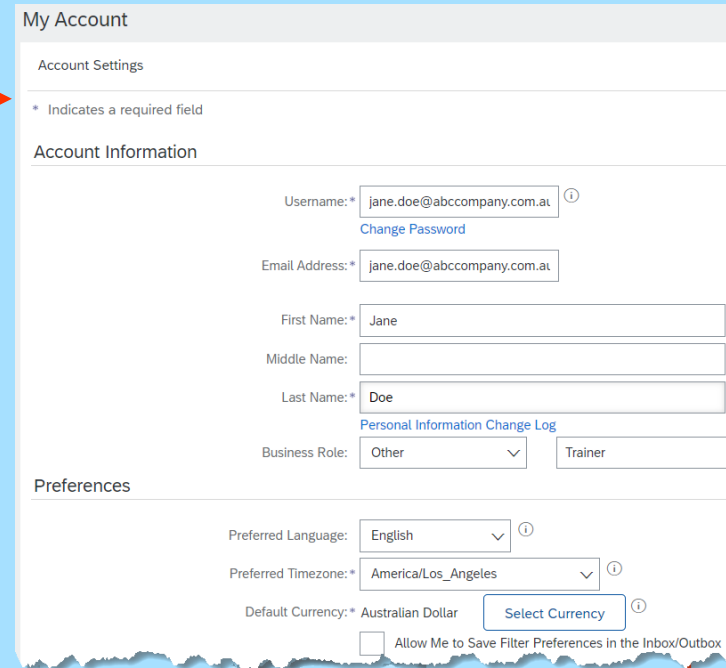 My Account
Account Settings
* Indicates a required field
Account Information
Username:* jane.doe@abccompany.com.au
Change Password
Email Address:* jane.doe@abccompany.com.au
First Name:* Jane
Middle Name:
Last Name:* Doe
Personal Information Change Log
Business Role: Other Trainer
Preferences
Preferred Language: English
Preferred Timezone:* America/Los_Angeles
Default Currency:* Australian Dollar Select Currency
Allow Me to Save Filter Preferences in the Inbox/Outbox